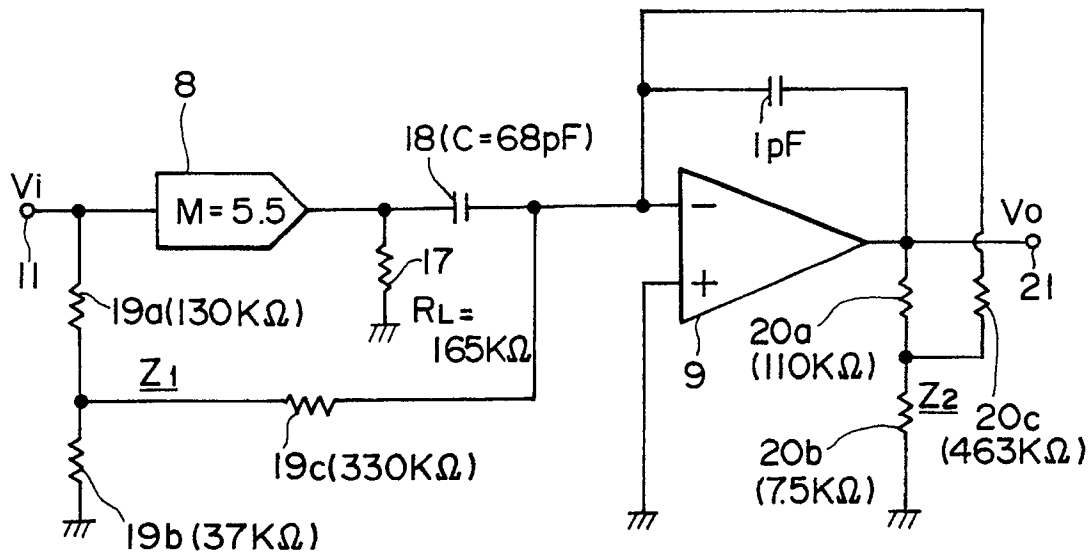 8
18(C=68pF)
1pF
Vi
M=5.5
Vo
11
17
21
19a(130KΩ)
RL=
165KΩ
20a
(110KΩ)
9
Z1
Z2
19c(330KΩ)
20b
(7.5KΩ)
20c
(463KΩ)
19b(37KΩ)
−
+